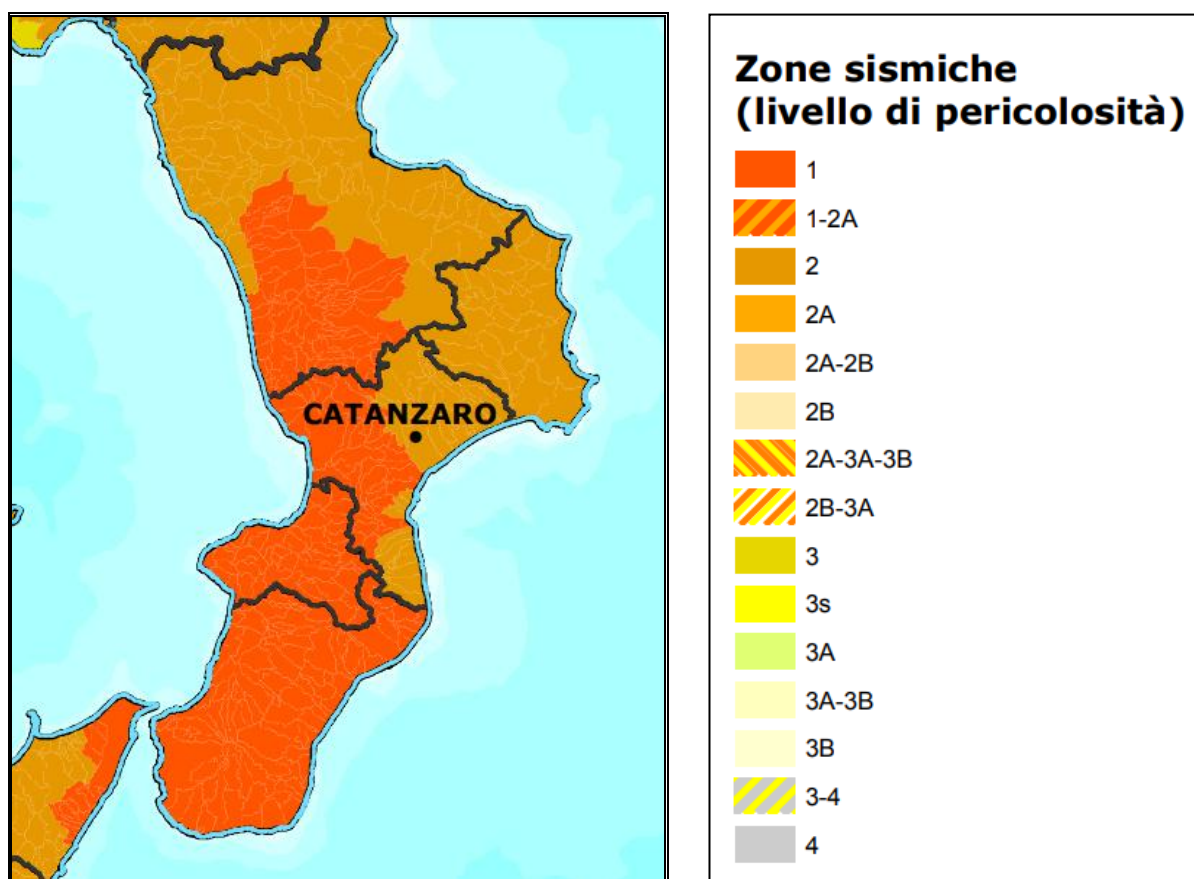 CATANZARO
Zone sismiche
(livello di pericolosità)
1
1-2A
2
2A
2A-2B
2B
2A-3A-3B
2B-3A
3
3s
3A
3A-3B
3B
3-4
4